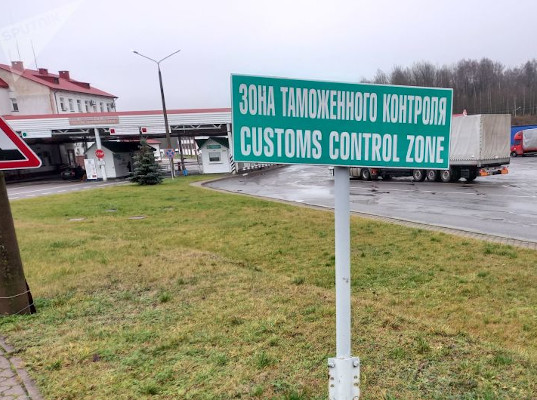 ЗОНА ТАМОЖЕННОГО КОНТРОЛЯ
CUSTOMS CONTROL ZONE